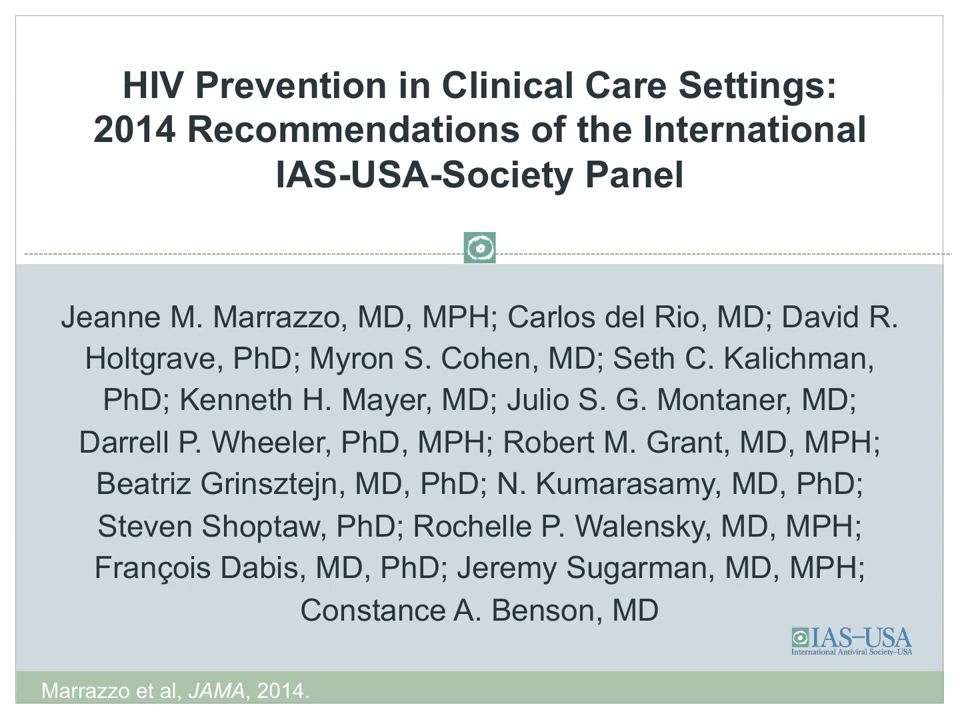 HIV Prevention in Clinical Care Settings:
2014 Recommendations of the International
IAS-USA-Society Panel
Jeanne M. Marrazzo, MD, MPH; Carlos del Rio, MD; David R.
Holtgrave, PhD; Myron S. Cohen, MD; Seth C. Kalichman,
PhD; Kenneth H. Mayer, MD; Julio S. G. Montaner, MD;
Darrell P. Wheeler, PhD, MPH; Robert M. Grant, MD, MPH;
Beatriz Grinsztejn, MD, PhD; N. Kumarasamy, MD, PhD;
Steven Shoptaw, PhD; Rochelle P. Walensky, MD, MPH;
François Dabis, MD, PhD; Jeremy Sugarman, MD, MPH;
Constance A. Benson, MD
IAS–USA
International Antiviral Society–USA
Marrazzo et al, JAMA, 2014.